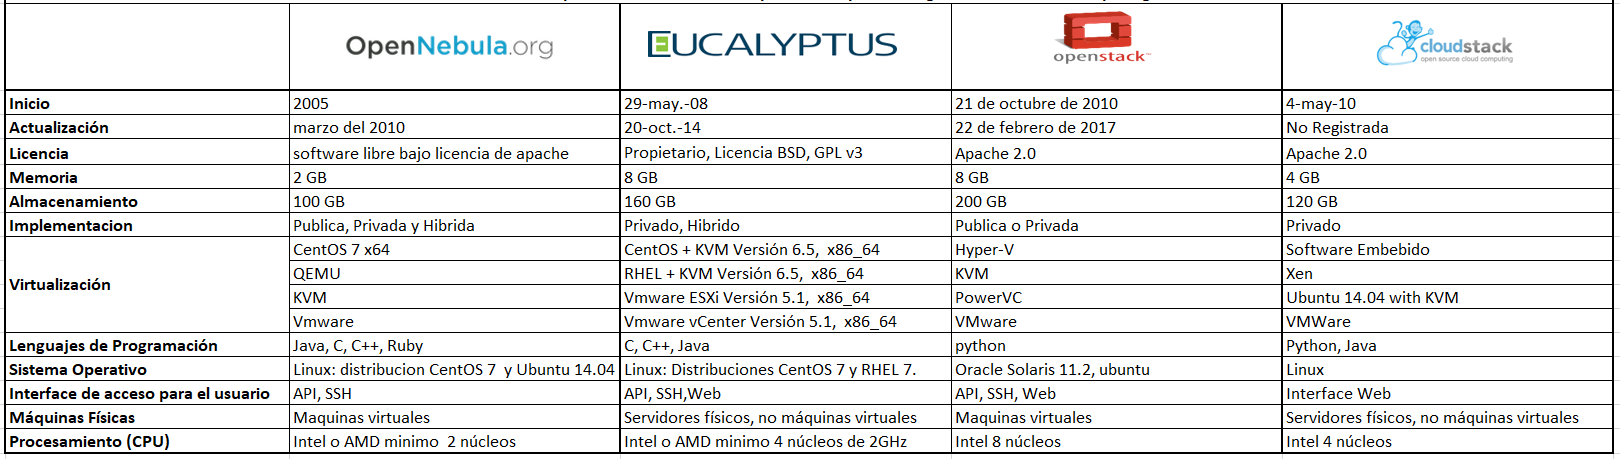 OpenNebula.org EUCALYPTUS openstack™ cloudstack
open source cloud computing
Inicio 2005 29-may.-08 21 de octubre de 2010 4-may-10
Actualización marzo del 2010 20-oct.-14 22 de febrero de 2017 No Registrada
Licencia software libre bajo licencia de apache Propietario, Licencia BSD, GPL v3 Apache 2.0 Apache 2.0
Memoria 2 GB 8 GB 8 GB 4 GB
Almacenamiento 100 GB 160 GB 200 GB 120 GB
Implementacion Publica, Privada y Hibrida Privado, Hibrido Publica o Privada Privado
Virtualización CentOS 7 x64 CentOS + KVM Versión 6.5, x86_64 Hyper-V Software Embebido
QEMU RHEL + KVM Versión 6.5, x86_64 KVM Xen
KVM Vmware ESXi Versión 5.1, x86_64 PowerVC Ubuntu 14.04 with KVM
Vmware Vmware vCenter Versión 5.1, x86_64 VMware VMWare
Lenguajes de Programación Java, C, C++, Ruby C, C++, Java python Python, Java
Sistema Operativo Linux: distribucion CentOS 7 y Ubuntu 14.04 Linux: Distribuciones CentOS 7 y RHEL 7. Oracle Solaris 11.2, ubuntu Linux
Interface de acceso para el usuario API, SSH API, SSH,Web API, SSH, Web Interface Web
Máquinas Físicas Maquinas virtuales Servidores físicos, no máquinas virtuales Maquinas virtuales Servidores físicos, no máquinas virtuales
Procesamiento (CPU) Intel o AMD minimo 2 núcleos Intel o AMD minimo 4 núcleos de 2GHz Intel 8 núcleos Intel 4 núcleos